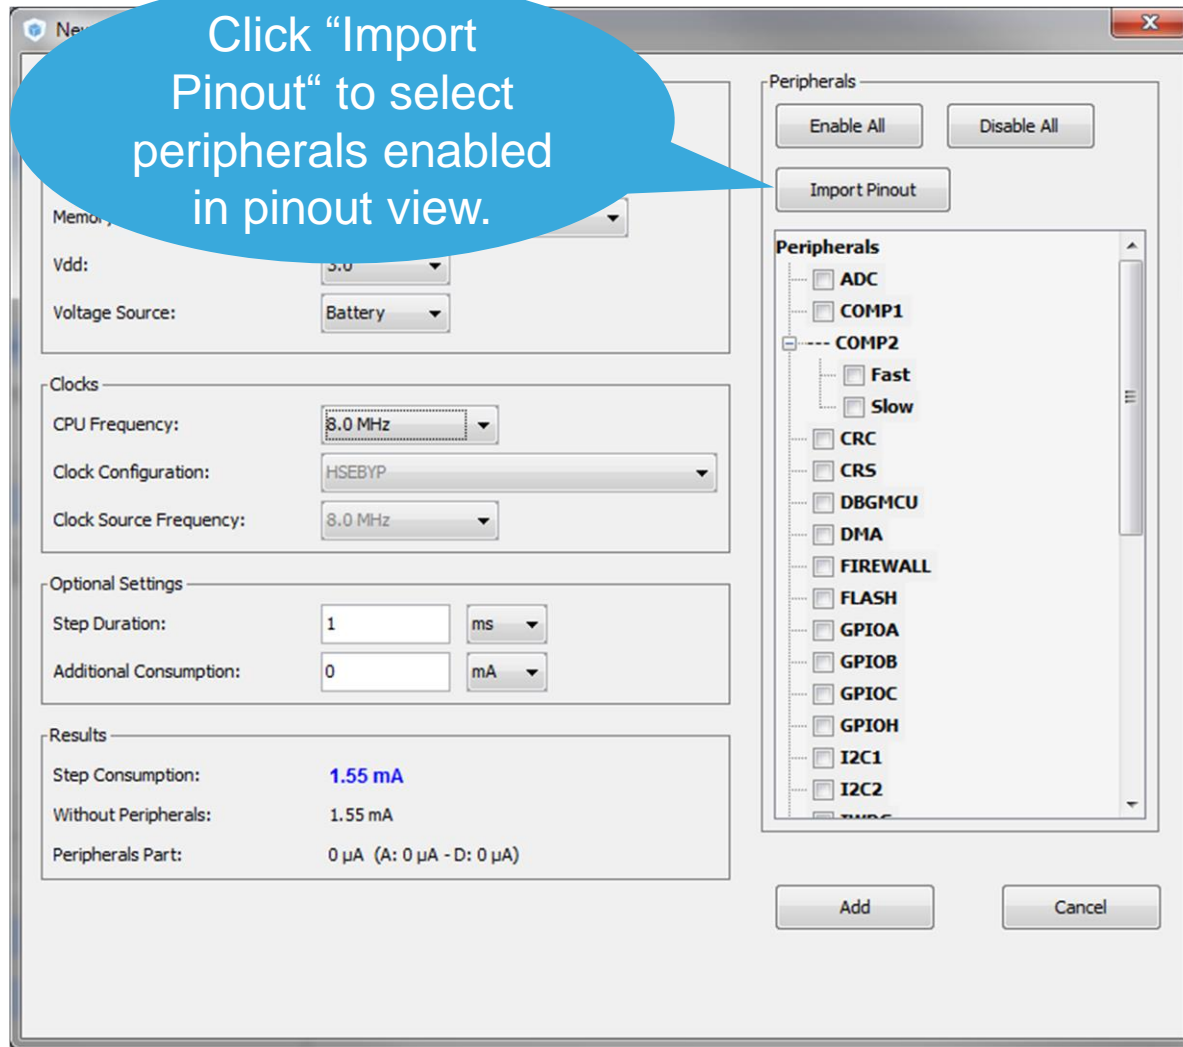 Click “Import
Pinout“ to select
peripherals enabled
in pinout view.
Vdd:
3.0
Voltage Source:
Battery
Clocks
CPU Frequency:
8.0 MHz
Clock Configuration:
HSEBYP
Clock Source Frequency:
8.0 MHz
Optional Settings
Step Duration:
1
ms
Additional Consumption:
0
mA
Results
Step Consumption:
1.55 mA
Without Peripherals:
1.55 mA
Peripherals Part:
0 µA (A: 0 µA - D: 0 µA)
Peripherals
Enable All
Disable All
Import Pinout
Peripherals
ADC
COMP1
COMP2
Fast
Slow
CRC
CRS
DBGMCU
DMA
FIREWALL
FLASH
GPIOA
GPIOB
GPIOC
GPIOH
I2C1
I2C2
Add
Cancel